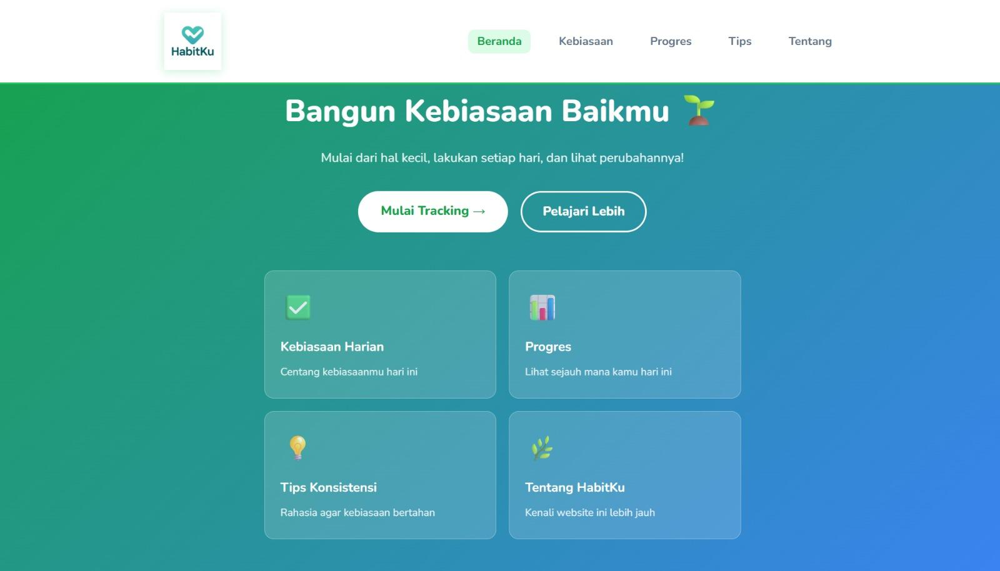 HabitKu
Beranda Kebiasaan Progres Tips Tentang
Bangun Kebiasaan Baikmu 🌱
Mulai dari hal kecil, lakukan setiap hari, dan lihat perubahannya!
Mulai Tracking → Pelajari Lebih
Kebiasaan Harian
Centang kebiasaanmu hari ini
Progres
Lihat sejauh mana kamu hari ini
Tips Konsistensi
Rahasia agar kebiasaan bertahan
Tentang HabitKu
Kenali website ini lebih jauh